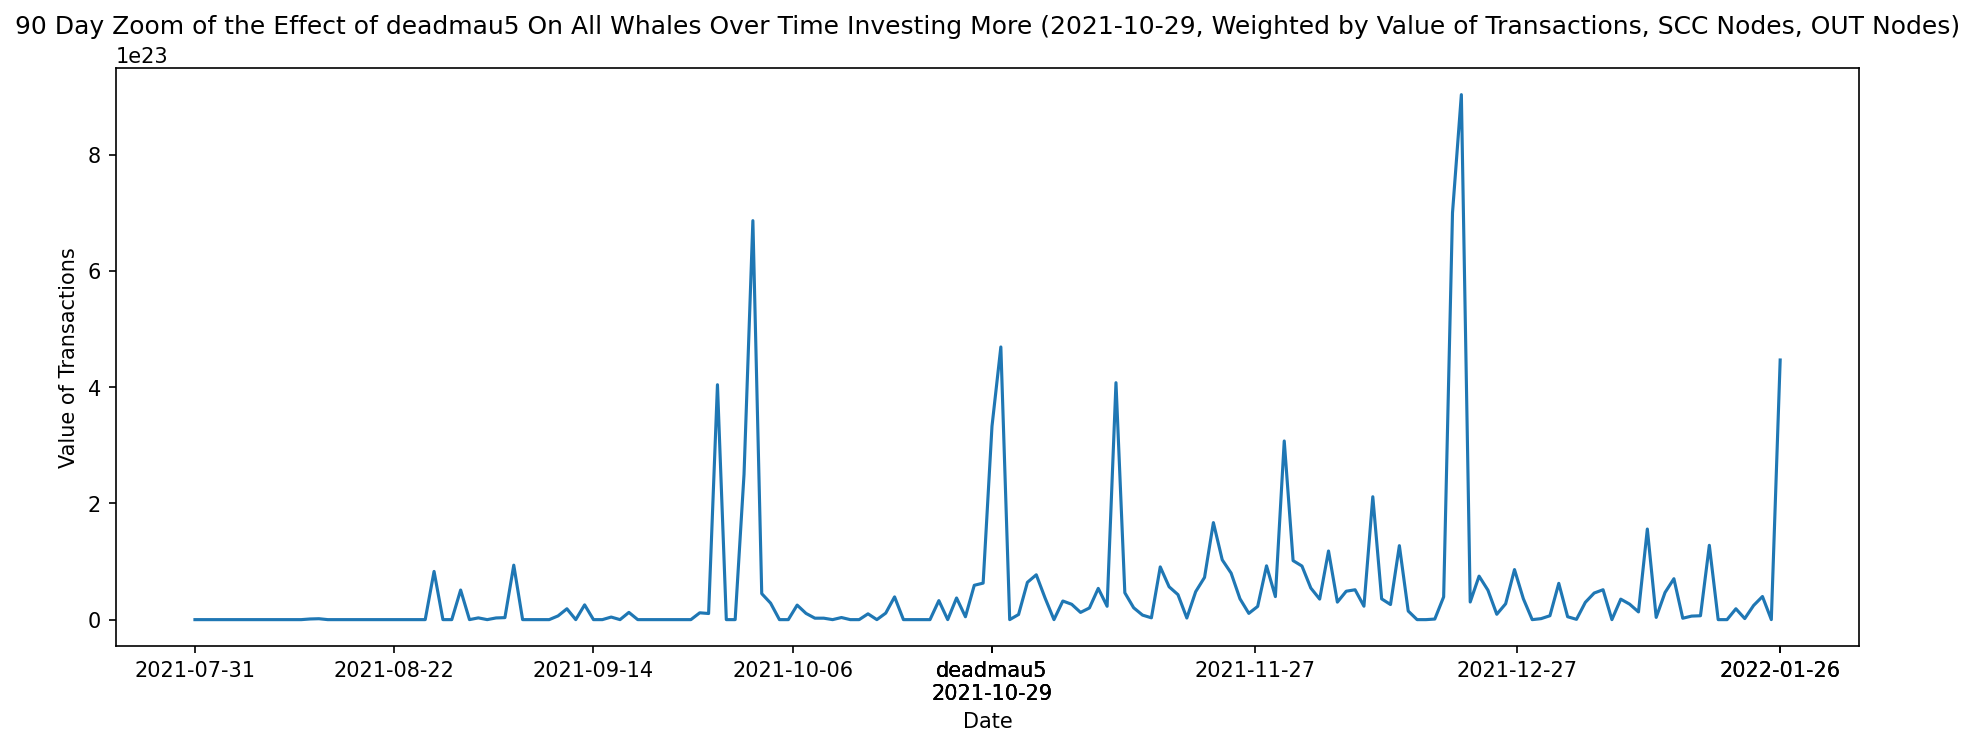 90 Day Zoom of the Effect of deadmau5 On All Whales Over Time Investing More (2021-10-29, Weighted by Value of Transactions, SCC Nodes, OUT Nodes)
1e23
8
6
4
2
0
Value of Transactions
2021-07-31 2021-08-22 2021-09-14 2021-10-06 deadmau5 2021-11-27 2021-12-27 2022-01-26
2021-10-29
Date